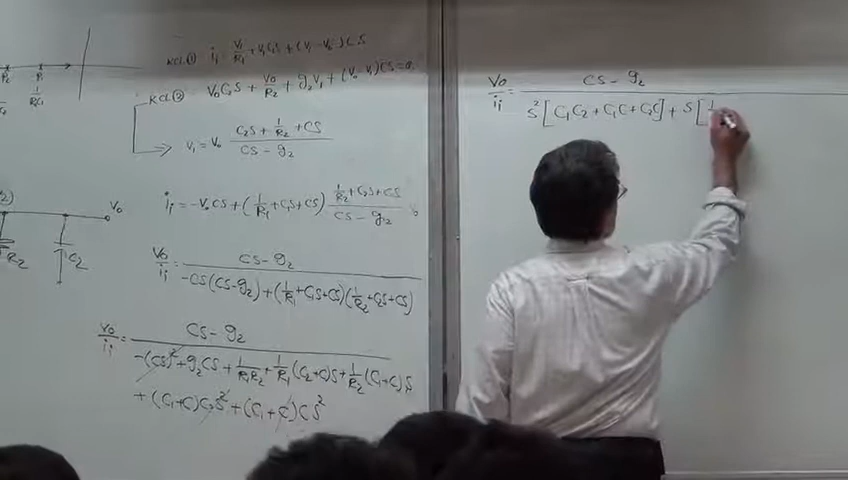 KCL① i₁ = V₁/R₁ + V₁C₁S + (V₁ - V₀)CS
KCL② V₀C₂S + V₀/R₂ + g₂V₁ + (V₀ - V₁)CS = 0
V₁ = V₀ (C₂S + 1/R₂ + CS)/(CS - g₂)
R₂
V₀
C₂
i₁ = -V₀CS + (1/R₁ + C₁S + CS) (1/R₂ + C₂S + CS)/(CS - g₂)
V₀/i₁ = (CS - g₂)/(-CS(CS - g₂) + (1/R₁ + C₁S + CS)(1/R₂ + C₂S + CS))
V₀/i₁ = (CS - g₂)/(-(CS)² + g₂CS + 1/R₁R₂ + 1/R₁(C₂ + C)S + 1/R₂(C₁ + C)S
+ (C₁ + C)C₂S² + (C₁ + C)CS²
V₀/i₁ = (CS - g₂)/(S²[C₁C₂ + C₁C + C₂C] + S[1